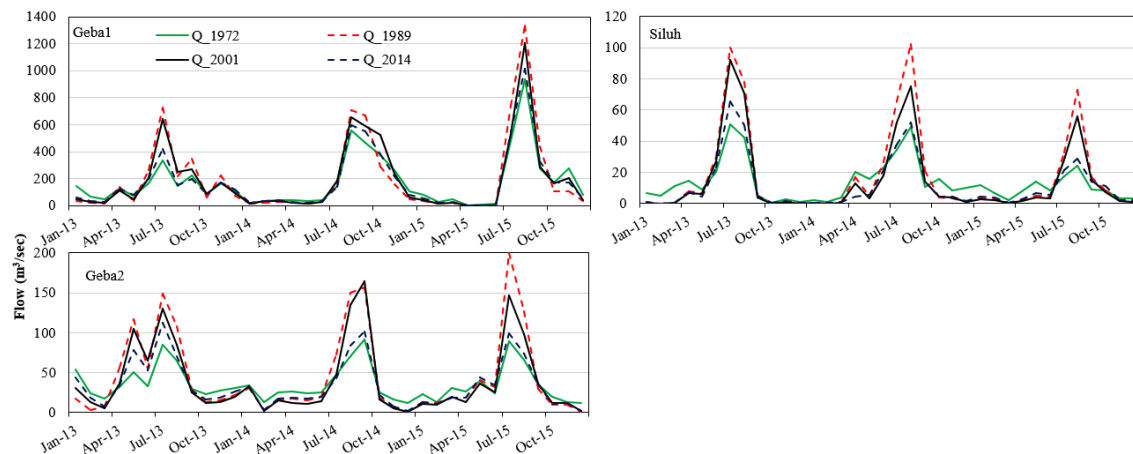 Geba1
Q_1972 Q_1989
Q_2001 Q_2014
1400
1200
1000
800
600
400
200
0
Jan-13 Apr-13 Jul-13 Oct-13 Jan-14 Apr-14 Jul-14 Oct-14 Jan-15 Apr-15 Jul-15 Oct-15
Siluh
120
100
80
60
40
20
0
Jan-13 Apr-13 Jul-13 Oct-13 Jan-14 Apr-14 Jul-14 Oct-14 Jan-15 Apr-15 Jul-15 Oct-15
Flow (m³/sec)
Geba2
200
150
100
50
0
Jan-13 Apr-13 Jul-13 Oct-13 Jan-14 Apr-14 Jul-14 Oct-14 Jan-15 Apr-15 Jul-15 Oct-15